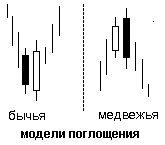 бычья медвежья
модели поглощения